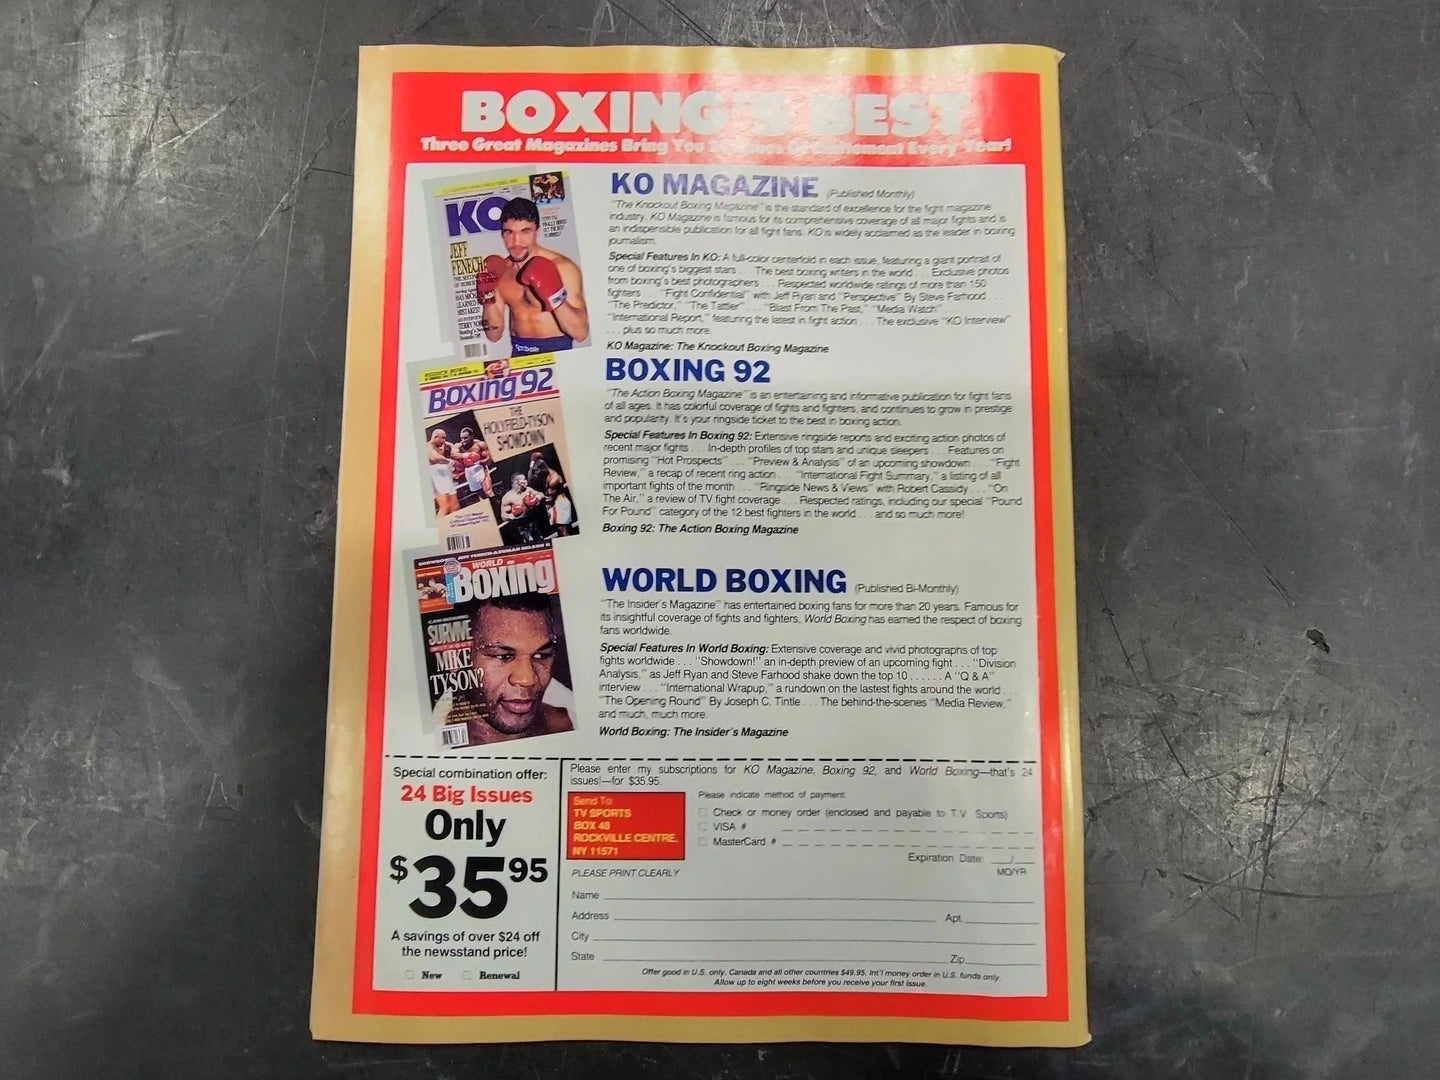 BOXING'S BEST
Three Great Magazines Bring You Of Excitement Every Year!
KO
JEFF
FENECH
KO MAGAZINE (Published Monthly)
"The Knockout Boxing Magazine" is the standard of excellence for the fight magazine
industry. KO Magazine is famous for its comprehensive coverage of all major fights and is
an indispensible publication for all fight fans. KO is widely acclaimed as the leader in boxing
journalism.
Special Features In KO: A full-color centerfold in each issue, featuring a giant portrait of
one of boxing's biggest stars . . . The best boxing writers in the world . . . Exclusive photos
from boxing's best photographers . . . Respected worldwide ratings of more than 150
fighters . . . "Fight Confidential" with Jeff Ryan and "Perspective" By Steve Farhood . . .
"The Predictor," "The Tattler" . . . "Blast From The Past," "Media Watch"
"International Report," featuring the latest in fight action . . . The exclusive "KO Interview"
. . . plus so much more.
KO Magazine: The Knockout Boxing Magazine
Boxing 92
THE
HOLYFIELD-TYSON
SHOWDOWN
BOXING 92
"The Action Boxing Magazine" is an entertaining and informative publication for fight fans
of all ages. It has colorful coverage of fights and fighters, and continues to grow in prestige
and popularity. It's your ringside ticket to the best in boxing action.
Special Features In Boxing 92: Extensive ringside reports and exciting action photos of
recent major fights . . . In-depth profiles of top stars and unique sleepers . . . Features on
promising "Hot Prospects" . . . "Preview & Analysis" of an upcoming showdown . . . "Fight
Review," a recap of recent ring action . . . "International Fight Summary," a listing of all
important fights of the month . . . "Ringside News & Views" with Robert Cassidy . . . "On
The Air," a review of TV fight coverage . . . Respected ratings, including our special "Pound
For Pound" category of the 12 best fighters in the world . . . and so much more!
Boxing 92: The Action Boxing Magazine
WORLD
BOXING
SURVIVE
WITHOUT
MIKE
TYSON?
WORLD BOXING (Published Bi-Monthly)
"The Insider's Magazine" has entertained boxing fans for more than 20 years. Famous for
its insightful coverage of fights and fighters, World Boxing has earned the respect of boxing
fans worldwide.
Special Features In World Boxing: Extensive coverage and vivid photographs of top
fights worldwide . . . "Showdown!" an in-depth preview of an upcoming fight . . . "Division
Analysis," as Jeff Ryan and Steve Farhood shake down the top 10 . . . . . . A "Q & A"
interview . . . "International Wrapup," a rundown on the lastest fights around the world . . .
"The Opening Round" By Joseph C. Tintle . . . The behind-the-scenes "Media Review,"
and much, much more.
World Boxing: The Insider's Magazine
Special combination offer:
24 Big Issues
Only
$35.95
A savings of over $24 off
the newsstand price!
New Renewal
Please enter my subscriptions for KO Magazine, Boxing 92, and World Boxing—that's 24
issues!—for $35.95.
Send To:
TV SPORTS
BOX 48
ROCKVILLE CENTRE,
NY 11571
Please indicate method of payment:
Check or money order (enclosed and payable to T.V. Sports)
VISA #
MasterCard #
Expiration Date: /
MO/YR
PLEASE PRINT CLEARLY
Name
Address Apt.
City
State Zip
Offer good in U.S. only, Canada and all other countries $49.95. Int'l money order in U.S. funds only.
Allow up to eight weeks before you receive your first issue.